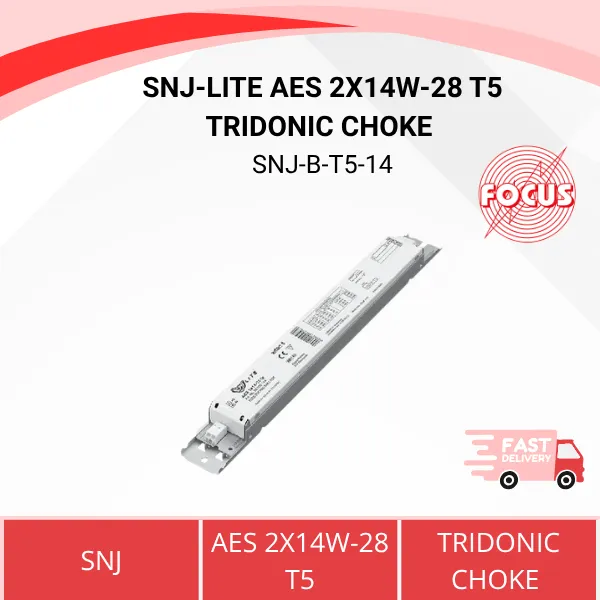 SNJ-LITE AES 2X14W-28 T5
TRIDONIC CHOKE
SNJ-B-T5-14
FOCUS
CE
FAST
DELIVERY
SNJ
AES 2X14W-28
T5
TRIDONIC
CHOKE